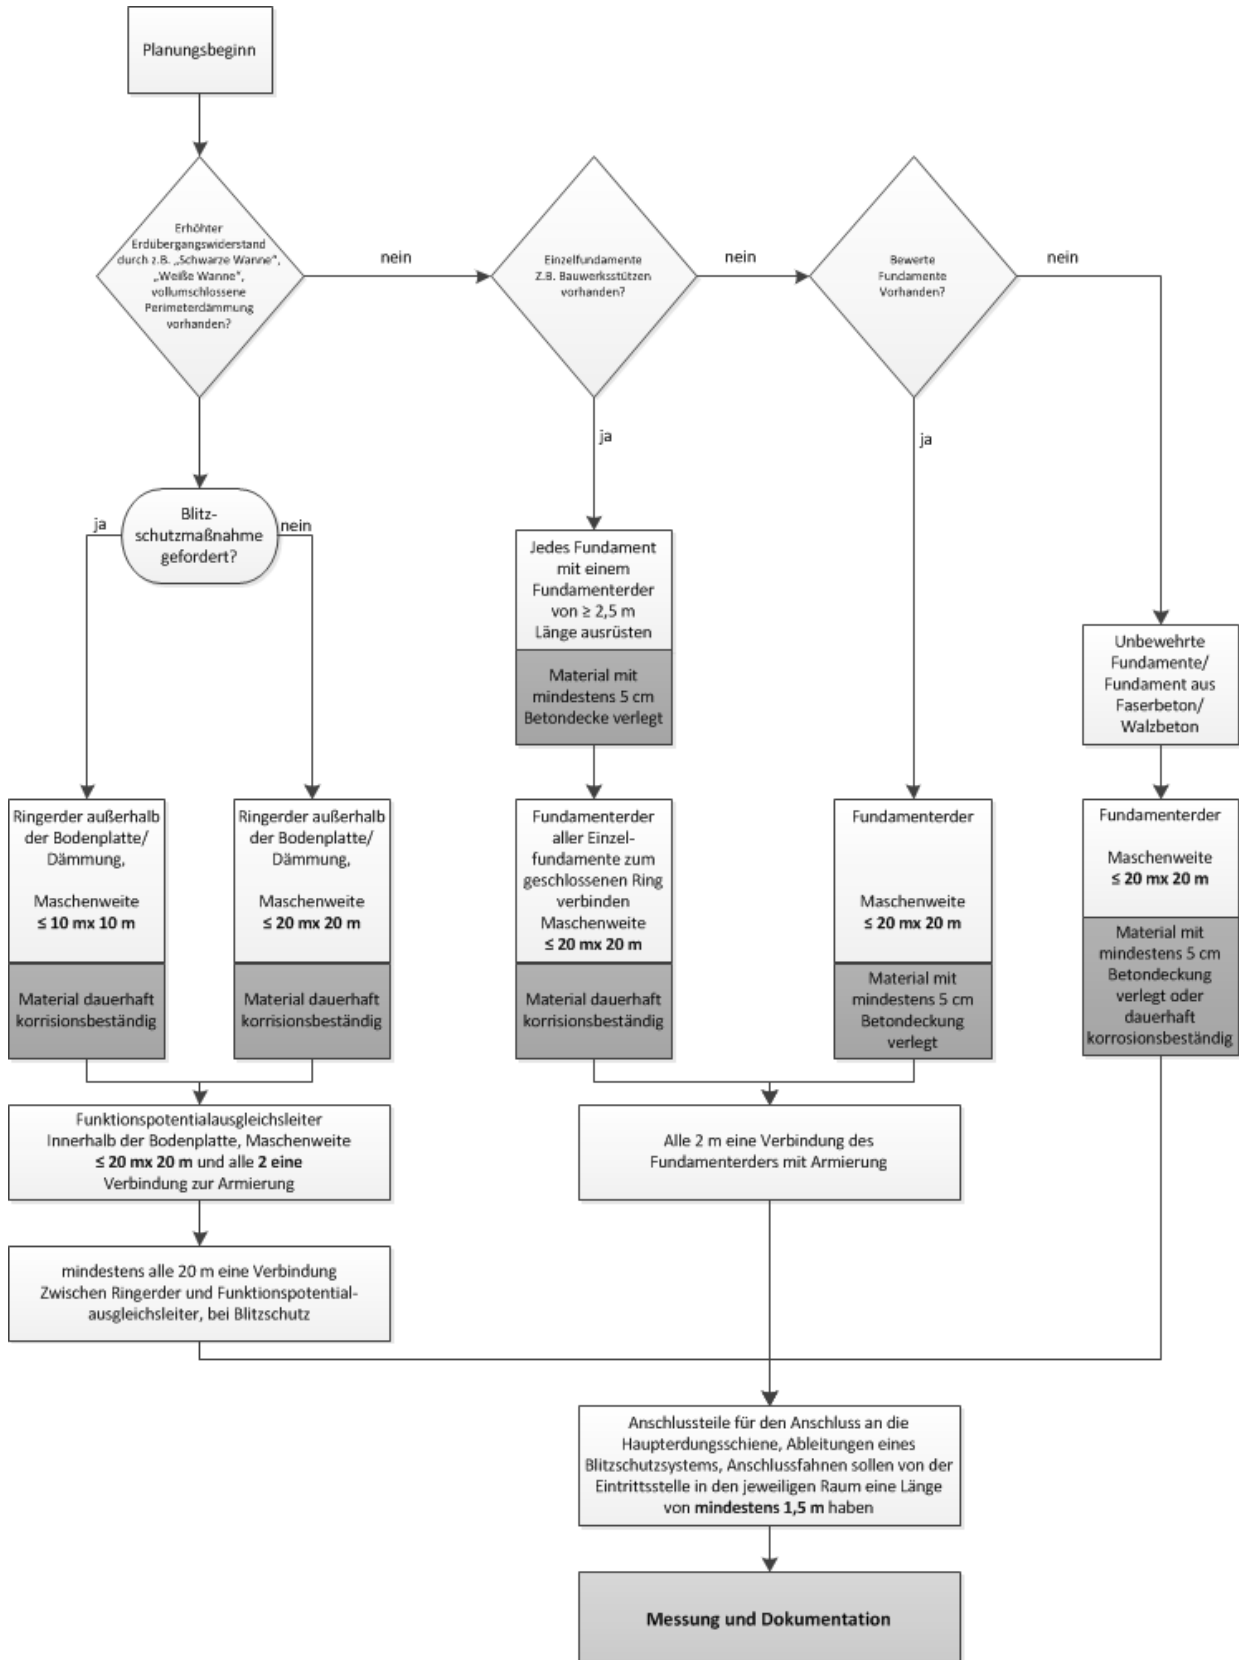 Planungsbeginn
Erhöhter
Erdübergangswiderstand
durch z.B. „Schwarze Wanne“,
„Weiße Wanne“,
vollumschlossene
Perimeterdämmung
vorhanden?
nein
Einzelfundamente
Z.B. Bauwerksstützen
vorhanden?
nein
Bewerte
Fundamente
Vorhanden?
nein
ja
ja
Blitz-
schutzmaßnahme
gefordert?
ja
nein
Jedes Fundament
mit einem
Fundamenterder
von ≥ 2,5 m
Länge ausrüsten
Material mit
mindestens 5 cm
Betondecke verlegt
Unbewehrte
Fundamente/
Fundament aus
Faserbeton/
Walzbeton
Ringerder außerhalb
der Bodenplatte/
Dämmung,
Maschenweite
≤ 10 mx 10 m
Material dauerhaft
korrisionsbeständig
Ringerder außerhalb
der Bodenplatte/
Dämmung,
Maschenweite
≤ 20 mx 20 m
Material dauerhaft
korrisionsbeständig
Fundamenterder
aller Einzel-
fundamente zum
geschlossenen Ring
verbinden
Maschenweite
≤ 20 mx 20 m
Material dauerhaft
korrisionsbeständig
Fundamenterder
Maschenweite
≤ 20 mx 20 m
Material mit
mindestens 5 cm
Betondeckung
verlegt
Fundamenterder
Maschenweite
≤ 20 mx 20 m
Material mit
mindestens 5 cm
Betondeckung
verlegt oder
dauerhaft
korrosionsbeständig
Funktionspotentialausgleichsleiter
Innerhalb der Bodenplatte, Maschenweite
≤ 20 mx 20 m und alle 2 eine
Verbindung zur Armierung
Alle 2 m eine Verbindung des
Fundamenterders mit Armierung
mindestens alle 20 m eine Verbindung
Zwischen Ringerder und Funktionspotential-
ausgleichsleiter, bei Blitzschutz
Anschlussteile für den Anschluss an die
Haupterdungsschiene, Ableitungen eines
Blitzschutzsystems, Anschlussfahnen sollen von der
Eintrittsstelle in den jeweiligen Raum eine Länge
von mindestens 1,5 m haben
Messung und Dokumentation